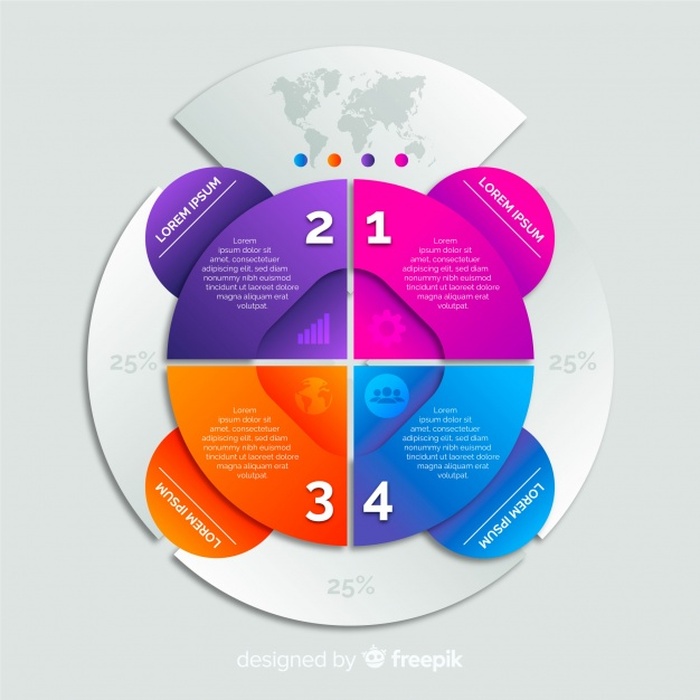 LOREM IPSUM
2
Lorem
ipsum dolor sit
amet, consectetuer
adipiscing elit, sed diam
nonummy nibh euismod
tincidunt ut laoreet dolore
magna aliquam erat
volutpat.
LOREM IPSUM
1
Lorem
ipsum dolor sit
amet, consectetuer
adipiscing elit, sed diam
nonummy nibh euismod
tincidunt ut laoreet dolore
magna aliquam erat
volutpat.
25%
25%
Lorem
ipsum dolor sit
amet, consectetuer
adipiscing elit, sed diam
nonummy nibh euismod
tincidunt ut laoreet dolore
magna aliquam erat
volutpat.
3
LOREM IPSUM
Lorem
ipsum dolor sit
amet, consectetuer
adipiscing elit, sed diam
nonummy nibh euismod
tincidunt ut laoreet dolore
magna aliquam erat
volutpat.
4
LOREM IPSUM
25%
designed by freepik